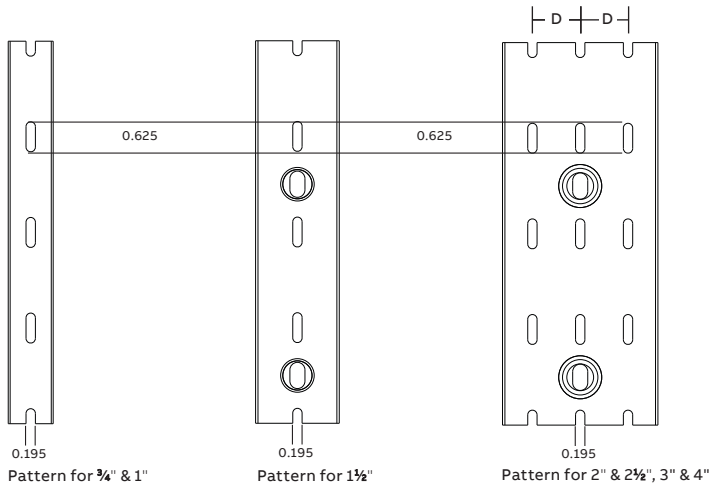 D D
0.625 0.625
0.195 0.195 0.195
Pattern for ¾" & 1" Pattern for 1½" Pattern for 2" & 2½", 3" & 4"